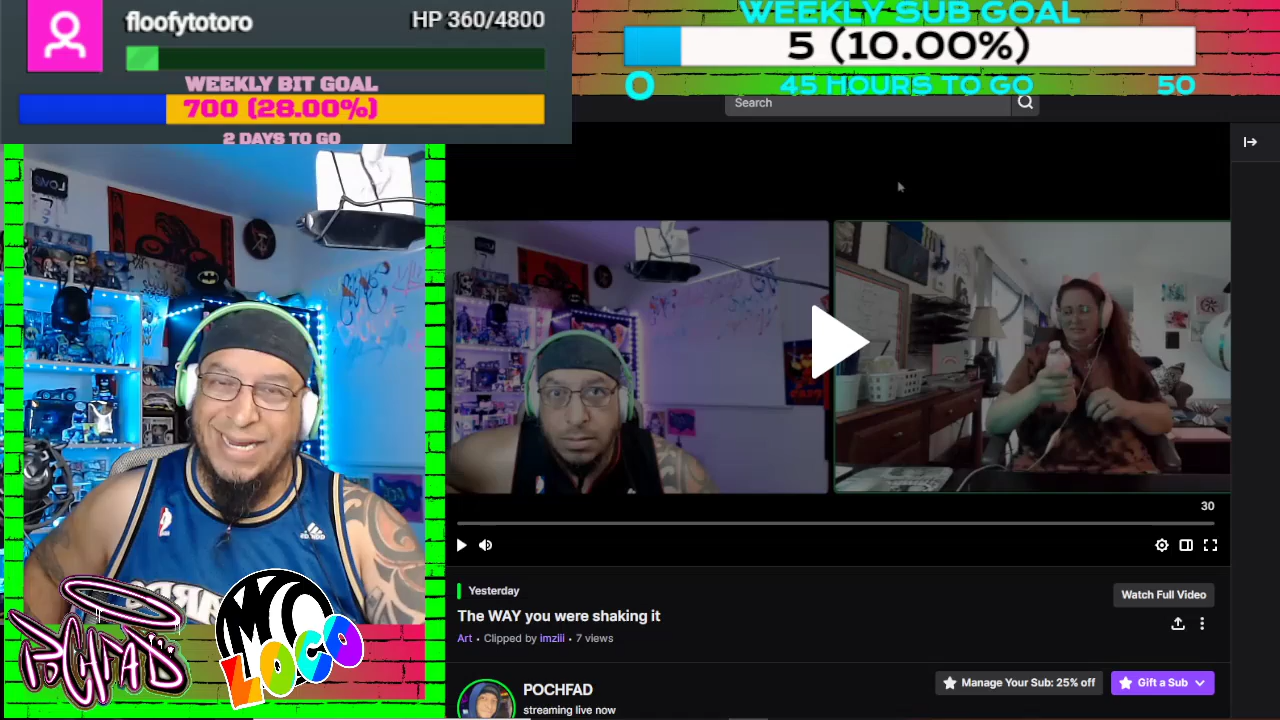 floofytotoro
HP 360/4800
WEEKLY BIT GOAL
700 (28.00%)
2 DAYS TO GO
WEEKLY SUB GOAL
5 (10.00%)
0
45 HOURS TO GO
50
Search
30
Yesterday
The WAY you were shaking it
Art • Clipped by imziii • 7 views
Watch Full Video
POCHFAD
streaming live now
Manage Your Sub: 25% off
Gift a Sub
POCHFAD
MC
LOCO